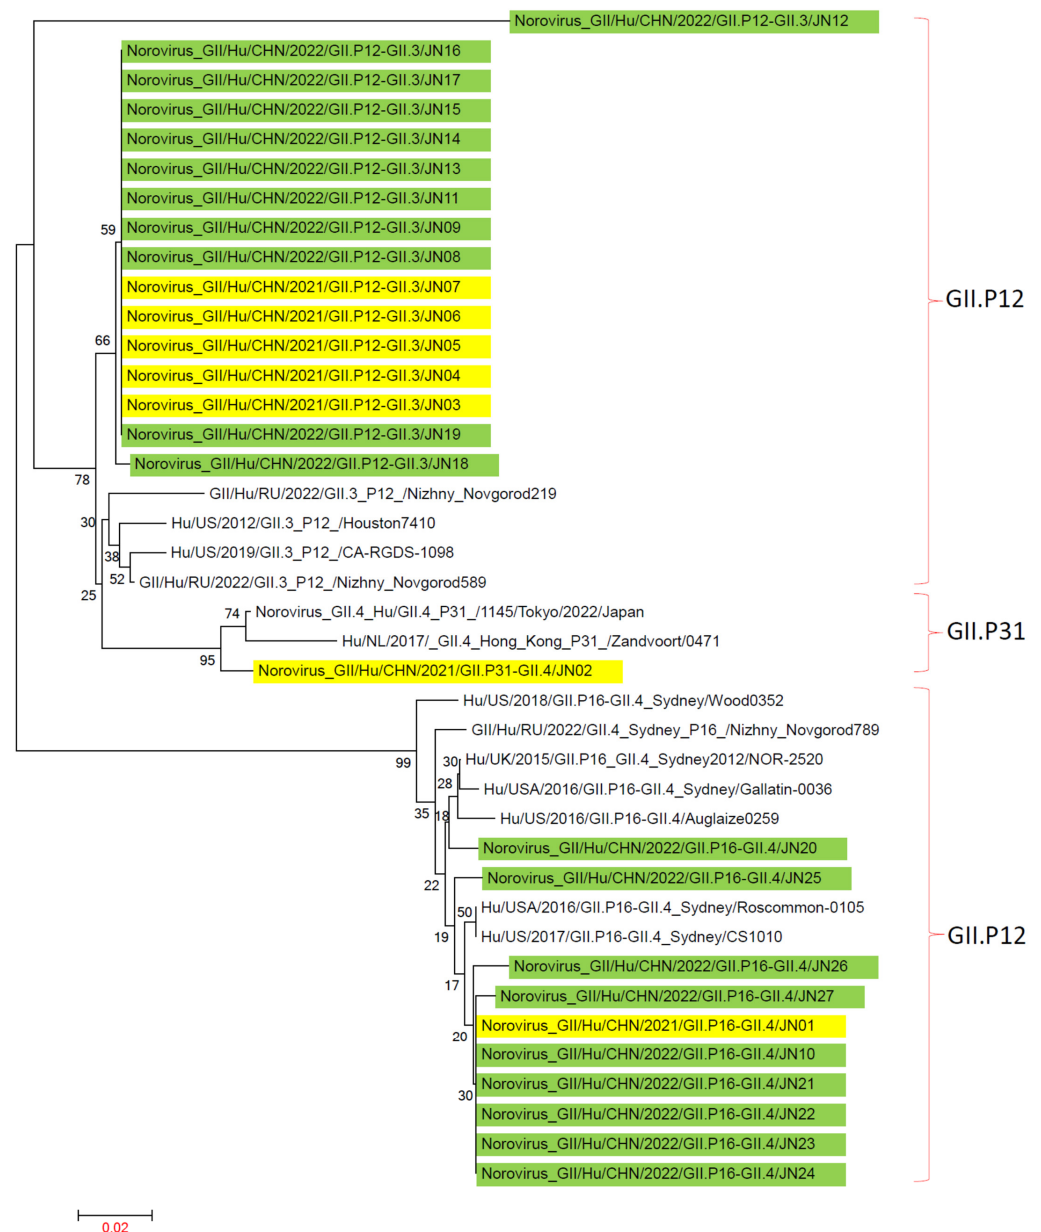 Norovirus_GII/Hu/CHN/2022/GII.P12-GII.3/JN12
Norovirus_GII/Hu/CHN/2022/GII.P12-GII.3/JN16
Norovirus_GII/Hu/CHN/2022/GII.P12-GII.3/JN17
Norovirus_GII/Hu/CHN/2022/GII.P12-GII.3/JN15
Norovirus_GII/Hu/CHN/2022/GII.P12-GII.3/JN14
Norovirus_GII/Hu/CHN/2022/GII.P12-GII.3/JN13
Norovirus_GII/Hu/CHN/2022/GII.P12-GII.3/JN11
59 Norovirus_GII/Hu/CHN/2022/GII.P12-GII.3/JN09
Norovirus_GII/Hu/CHN/2022/GII.P12-GII.3/JN08
Norovirus_GII/Hu/CHN/2021/GII.P12-GII.3/JN07
GII.P12
Norovirus_GII/Hu/CHN/2021/GII.P12-GII.3/JN06
66 Norovirus_GII/Hu/CHN/2021/GII.P12-GII.3/JN05
Norovirus_GII/Hu/CHN/2021/GII.P12-GII.3/JN04
Norovirus_GII/Hu/CHN/2021/GII.P12-GII.3/JN03
Norovirus_GII/Hu/CHN/2022/GII.P12-GII.3/JN19
Norovirus_GII/Hu/CHN/2022/GII.P12-GII.3/JN18
78
GII/Hu/RU/2022/GII.3_P12_/Nizhny_Novgorod219
30 Hu/US/2012/GII.3_P12_/Houston7410
38 Hu/US/2019/GII.3_P12_/CA-RGDS-1098
52 GII/Hu/RU/2022/GII.3_P12_/Nizhny_Novgorod589
25
74 Norovirus_GII.4_Hu/GII.4_P31_/1145/Tokyo/2022/Japan
GII.P31
Hu/NL/2017/_GII.4_Hong_Kong_P31_/Zandvoort/0471
95
Norovirus_GII/Hu/CHN/2021/GII.P31-GII.4/JN02
Hu/US/2018/GII.P16-GII.4_Sydney/Wood0352
GII/Hu/RU/2022/GII.4_Sydney_P16_/Nizhny_Novgorod789
99 30 Hu/UK/2015/GII.P16_GII.4_Sydney2012/NOR-2520
28 Hu/USA/2016/GII.P16-GII.4_Sydney/Gallatin-0036
35 18 Hu/US/2016/GII.P16-GII.4/Auglaize0259
Norovirus_GII/Hu/CHN/2022/GII.P16-GII.4/JN20
22 Norovirus_GII/Hu/CHN/2022/GII.P16-GII.4/JN25
50 Hu/USA/2016/GII.P16-GII.4_Sydney/Roscommon-0105
19 Hu/US/2017/GII.P16-GII.4_Sydney/CS1010
GII.P12
Norovirus_GII/Hu/CHN/2022/GII.P16-GII.4/JN26
17
Norovirus_GII/Hu/CHN/2022/GII.P16-GII.4/JN27
Norovirus_GII/Hu/CHN/2021/GII.P16-GII.4/JN01
20
Norovirus_GII/Hu/CHN/2022/GII.P16-GII.4/JN10
Norovirus_GII/Hu/CHN/2022/GII.P16-GII.4/JN21
30
Norovirus_GII/Hu/CHN/2022/GII.P16-GII.4/JN22
Norovirus_GII/Hu/CHN/2022/GII.P16-GII.4/JN23
Norovirus_GII/Hu/CHN/2022/GII.P16-GII.4/JN24
0.02